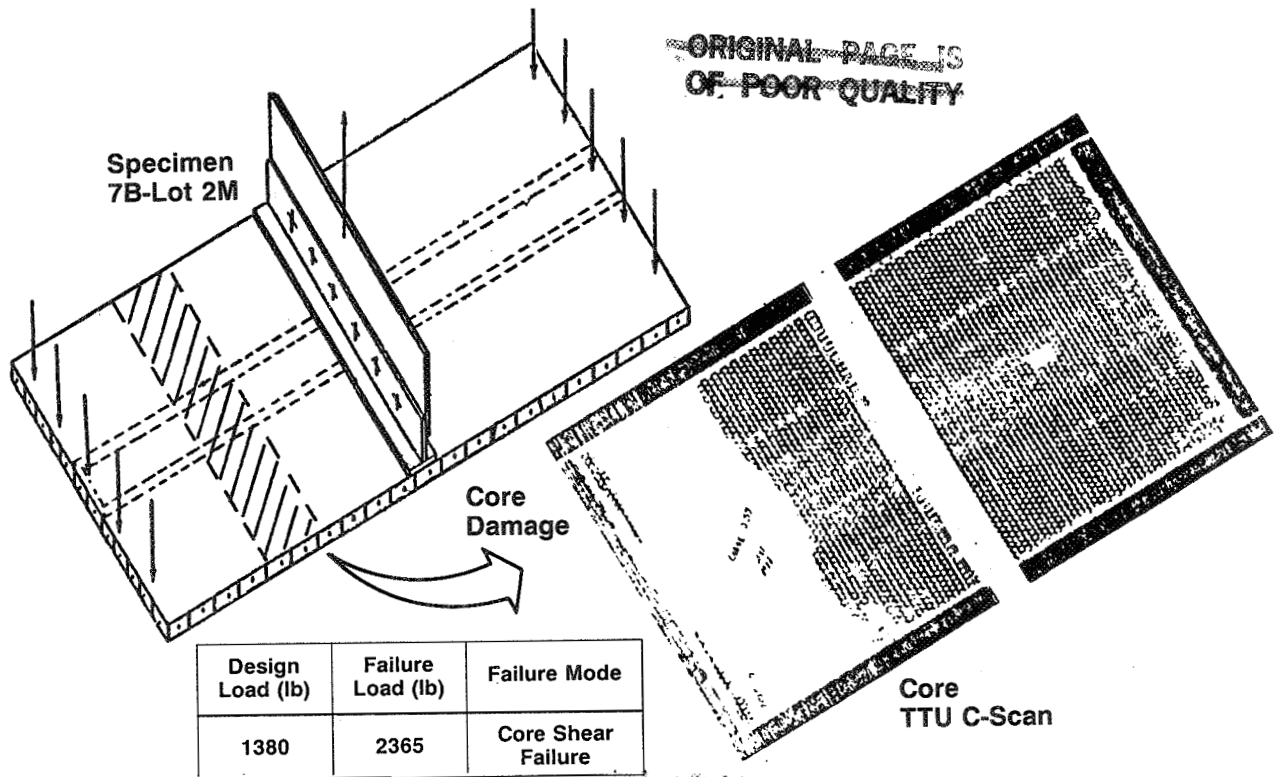 ORIGINAL PAGE IS
OF POOR QUALITY
Specimen
7B-Lot 2M
Core
Damage
Design
Load (lb)
Failure
Load (lb)
Failure Mode
1380
2365
Core Shear
Failure
Core
TTU C-Scan